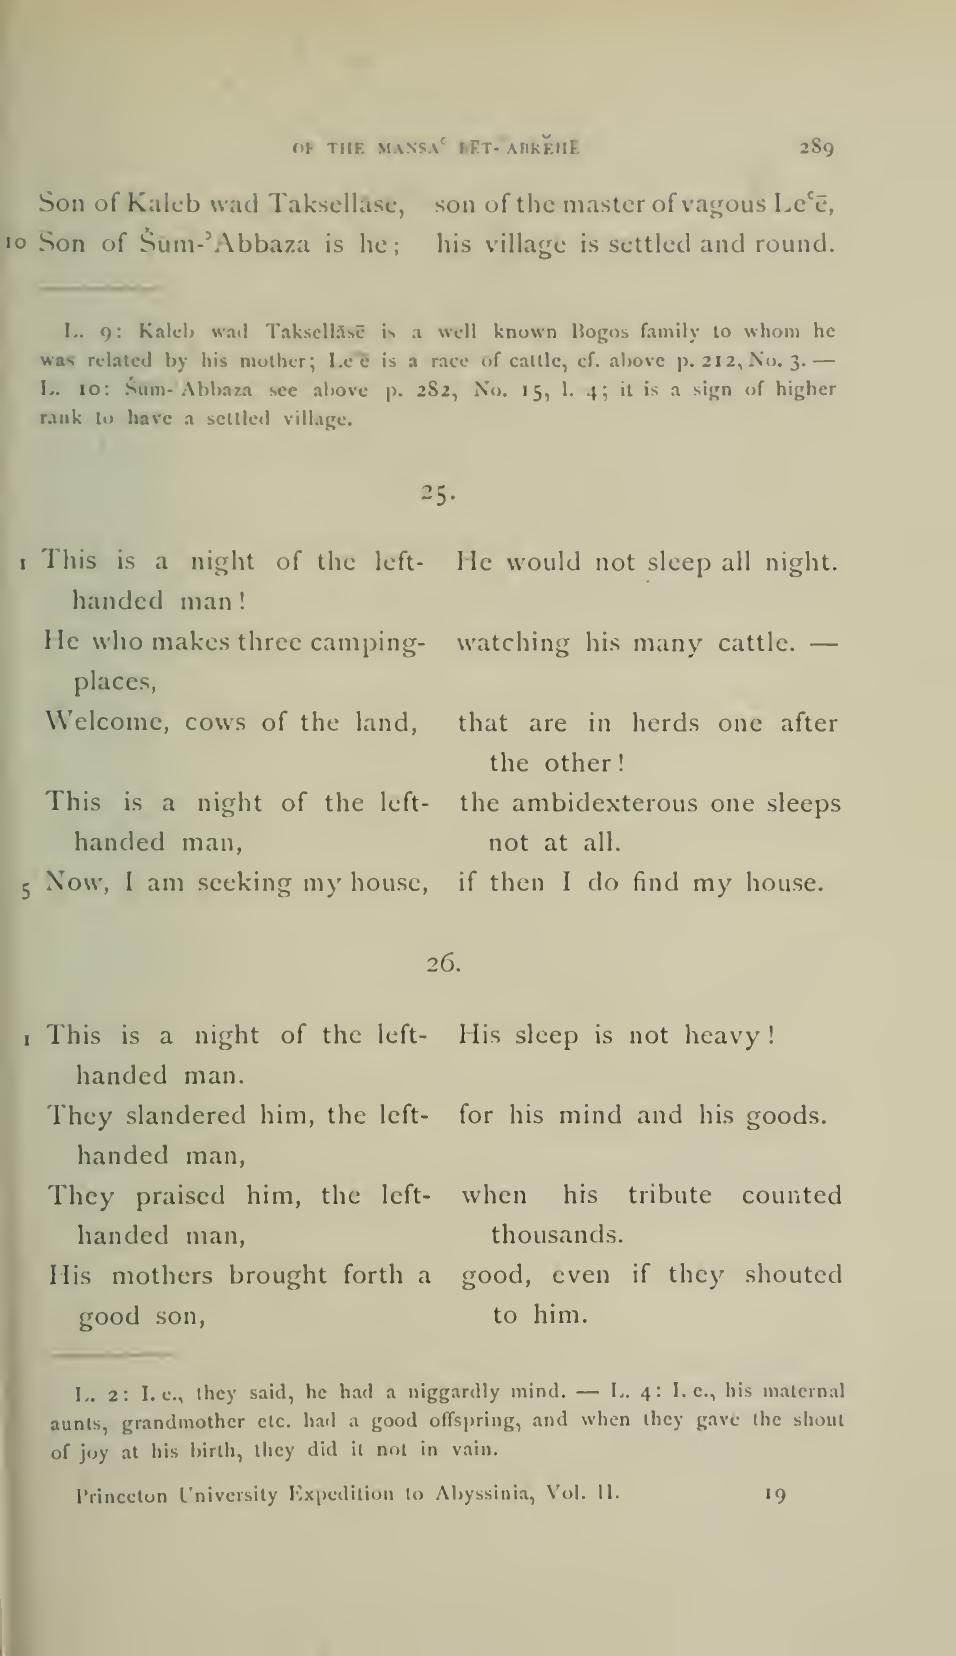 OF THE MANSAʿ BĒT-ABRĔHĒ 289
Son of Kaleb wad Taksellāsē, son of the master of vagous Leʿē,
10 Son of Šūm-ʾAbbaza is he; his village is settled and round.
L. 9: Kaleb wad Taksellāsē is a well known Bogos family to whom he
was related by his mother; Leʿē is a race of cattle, cf. above p. 212, No. 3. —
L. 10: Šum-ʾAbbaza see above p. 282, No. 15, l. 4; it is a sign of higher
rank to have a settled village.
25.
1 This is a night of the left- He would not sleep all night.
handed man!
He who makes three camping- watching his many cattle. —
places,
Welcome, cows of the land, that are in herds one after
the other!
This is a night of the left- the ambidexterous one sleeps
handed man, not at all.
5 Now, I am seeking my house, if then I do find my house.
26.
1 This is a night of the left- His sleep is not heavy!
handed man.
They slandered him, the left- for his mind and his goods.
handed man,
They praised him, the left- when his tribute counted
handed man, thousands.
His mothers brought forth a good, even if they shouted
good son, to him.
L. 2: I. e., they said, he had a niggardly mind. — L. 4: I. e., his maternal
aunts, grandmother etc. had a good offspring, and when they gave the shout
of joy at his birth, they did it not in vain.
Princeton University Expedition to Abyssinia, Vol. II. 19